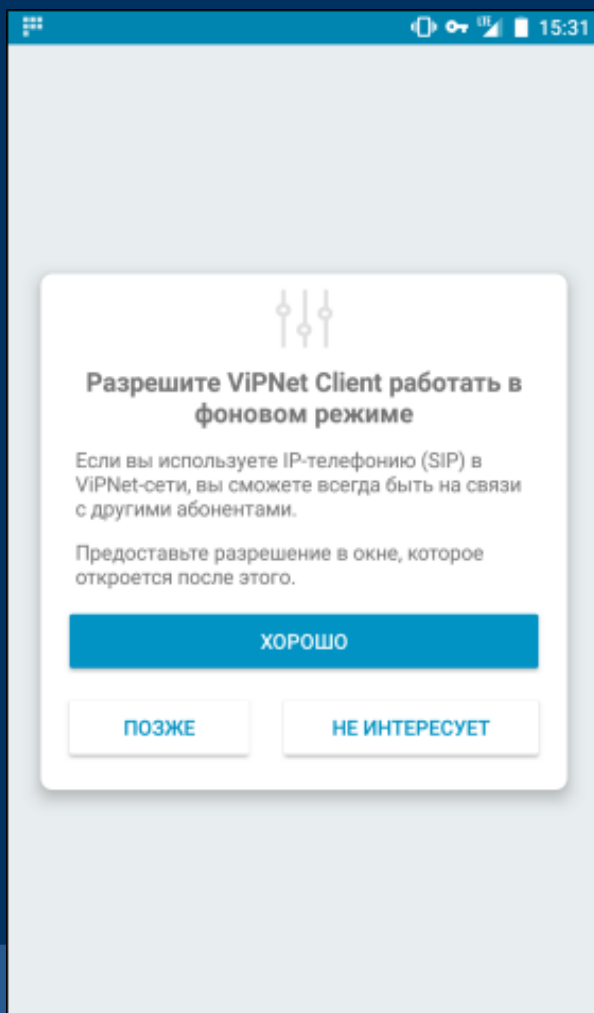 15:31
Разрешите ViPNet Client работать в
фоновом режиме
Если вы используете IP-телефонию (SIP) в
ViPNet-сети, вы сможете всегда быть на связи
с другими абонентами.
Предоставьте разрешение в окне, которое
откроется после этого.
ХОРОШО
ПОЗЖЕ
НЕ ИНТЕРЕСУЕТ